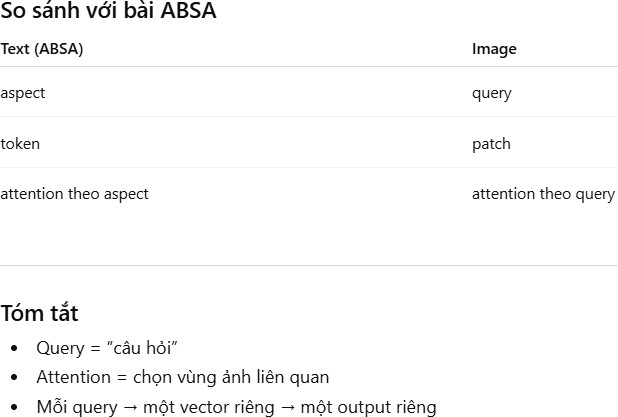 So sánh với bài ABSA
Text (ABSA) Image
aspect query
token patch
attention theo aspect attention theo query
Tóm tắt
• Query = “câu hỏi”
• Attention = chọn vùng ảnh liên quan
• Mỗi query → một vector riêng → một output riêng